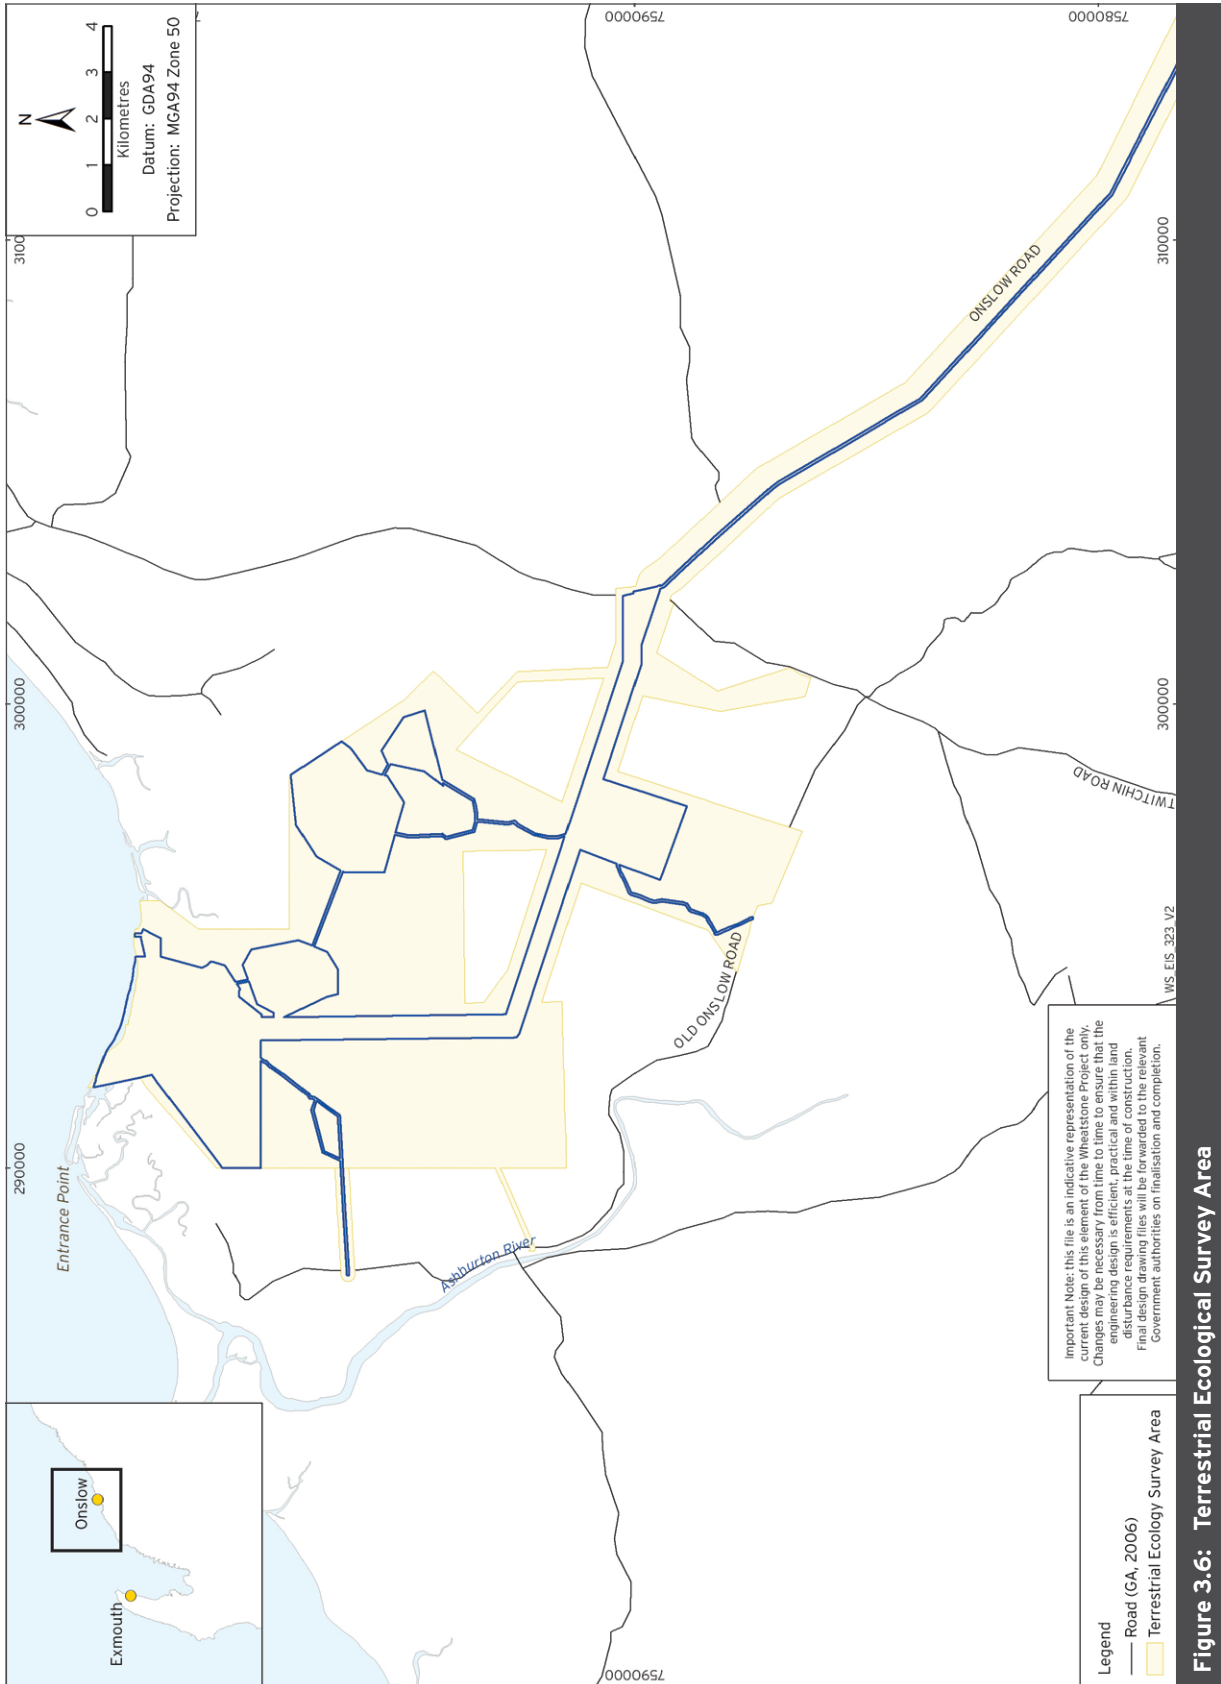 Exmouth
Onslow
Entrance Point
290000
300000
3100
N
0 1 2 3 4
Kilometres
Datum: GDA94
Projection: MGA94 Zone 50
7590000
7580000
Ashburton River
OLD ONSLOW ROAD
ONSLOW ROAD
TWITCHIN ROAD
7590000
300000
310000
WS_EIS_323_V2
Important Note: this file is an indicative representation of the
current design of this element of the Wheatstone Project only.
Changes may be necessary from time to time to ensure that the
engineering design is efficient, practical and within land
disturbance requirements at the time of construction.
Final design drawing files will be forwarded to the relevant
Government authorities on finalisation and completion.
Legend
Road (GA, 2006)
Terrestrial Ecology Survey Area
Figure 3.6: Terrestrial Ecological Survey Area